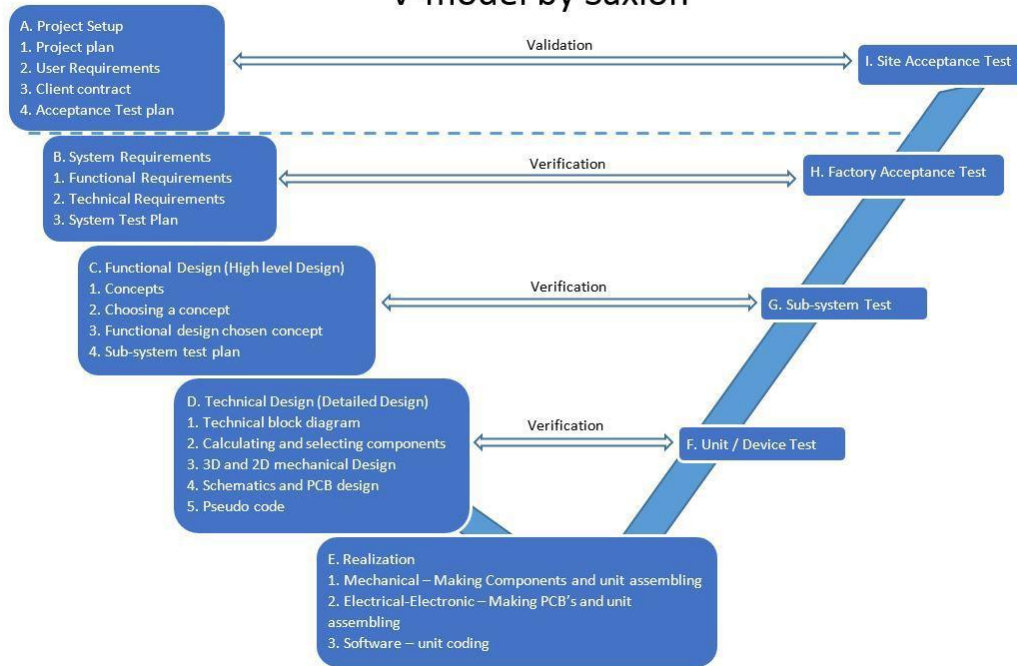 V-model by Saxion
A. Project Setup
1. Project plan
2. User Requirements
3. Client contract
4. Acceptance Test plan
Validation
I. Site Acceptance Test
B. System Requirements
1. Functional Requirements
2. Technical Requirements
3. System Test Plan
Verification
H. Factory Acceptance Test
C. Functional Design (High level Design)
1. Concepts
2. Choosing a concept
3. Functional design chosen concept
4. Sub-system test plan
Verification
G. Sub-system Test
D. Technical Design (Detailed Design)
1. Technical block diagram
2. Calculating and selecting components
3. 3D and 2D mechanical Design
4. Schematics and PCB design
5. Pseudo code
Verification
F. Unit / Device Test
E. Realization
1. Mechanical – Making Components and unit assembling
2. Electrical-Electronic – Making PCB's and unit
assembling
3. Software – unit coding